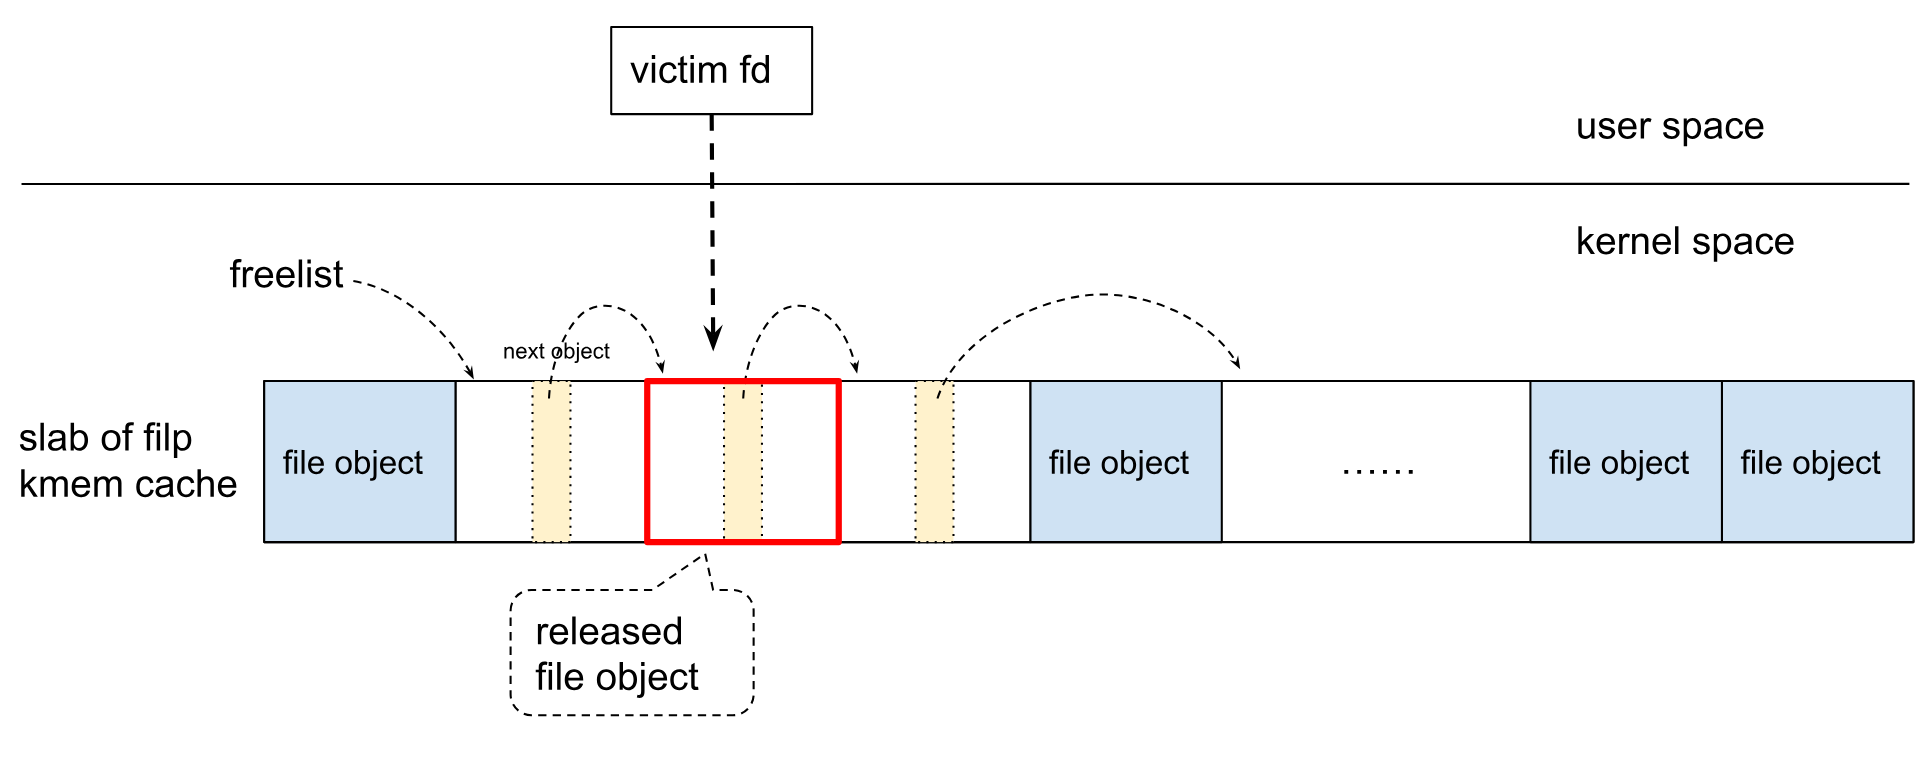 victim fd
user space
kernel space
freelist
next object
slab of filp
kmem cache
file object
file object
......
file object
file object
released
file object